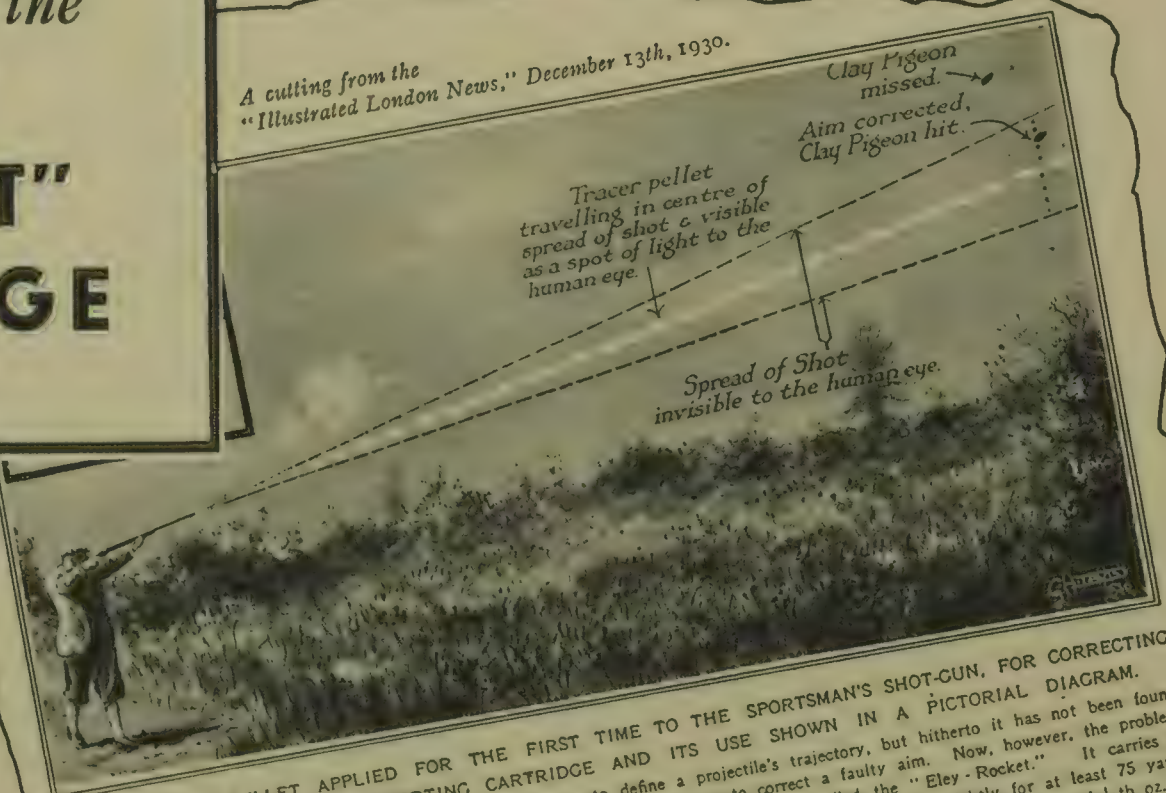 the
T"
GE
A cutting from the
"Illustrated London News," December 13th, 1930.
Clay Pigeon
missed.
Aim corrected,
Clay Pigeon hit.
Tracer pellet
travelling in centre of
spread of shot & visible
as a spot of light to the
human eye.
Spread of Shot
invisible to the human eye.
APPLIED FOR THE FIRST TIME TO THE SPORTSMAN'S SHOT-GUN, FOR CORRECTING
CARTRIDGE AND ITS USE SHOWN IN A PICTORIAL DIAGRAM.
define a projectile's trajectory, but hitherto it has not been
to correct a faulty aim. Now, however, the
the "Eley-Rocket." It carries
for at least 75
oz.